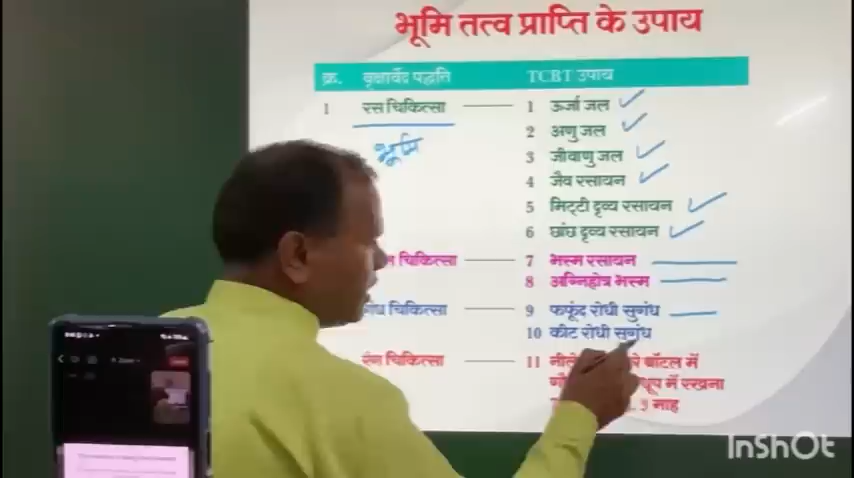 भूमि तत्व प्राप्ति के उपाय
क्र. वृक्षार्वेद पद्धति TCBT उपाय
1 रस चिकित्सा 1 ऊर्जा जल
भूमि
2 अणु जल
3 जीवाणु जल
4 जैव रसायन
5 मिट्टी द्रव्य रसायन
6 छांछ द्रव्य रसायन
चिकित्सा 7 भस्म रसायन
8 अग्निहोत्र भस्म
चिकित्सा 9 फफूंद रोधी सुगंध
10 कीट रोधी सुगंध
रंग चिकित्सा 11 नीले बॉटल में
धूप में रखना
माह
InShOt